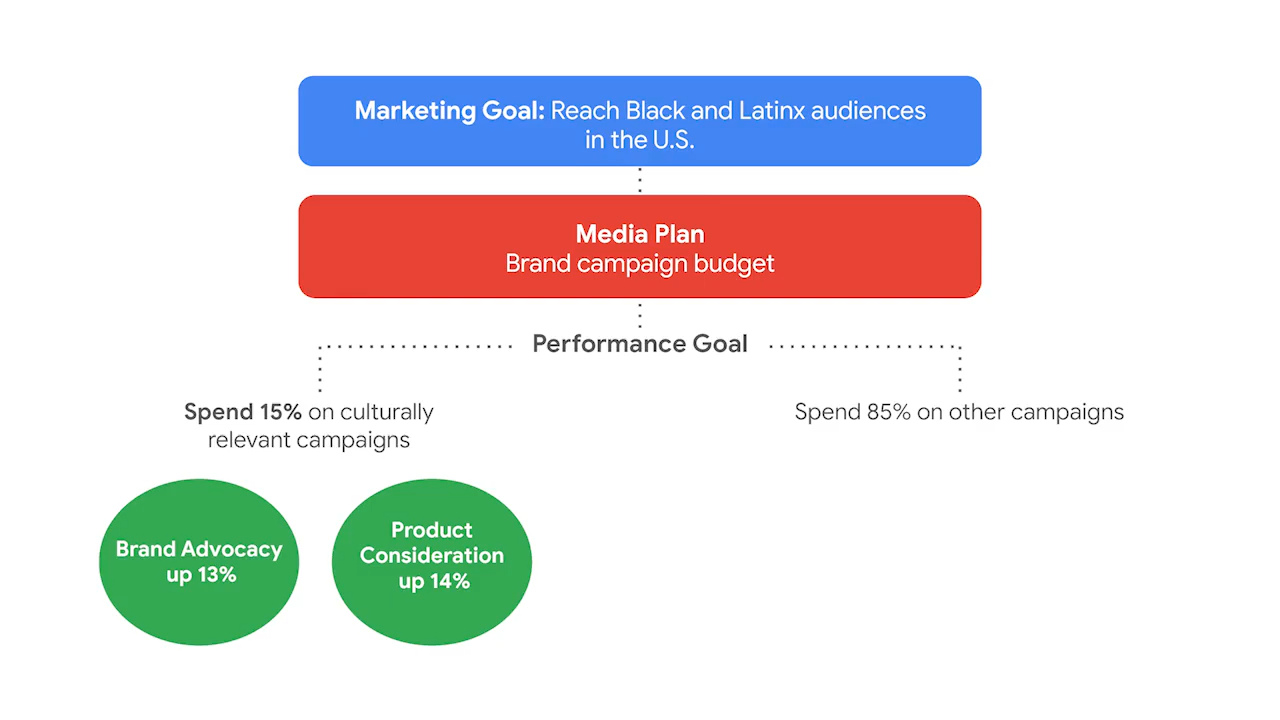 Marketing Goal: Reach Black and Latinx audiences
in the U.S.
Media Plan
Brand campaign budget
Performance Goal
Spend 15% on culturally
relevant campaigns
Spend 85% on other campaigns
Brand Advocacy
up 13%
Product
Consideration
up 14%